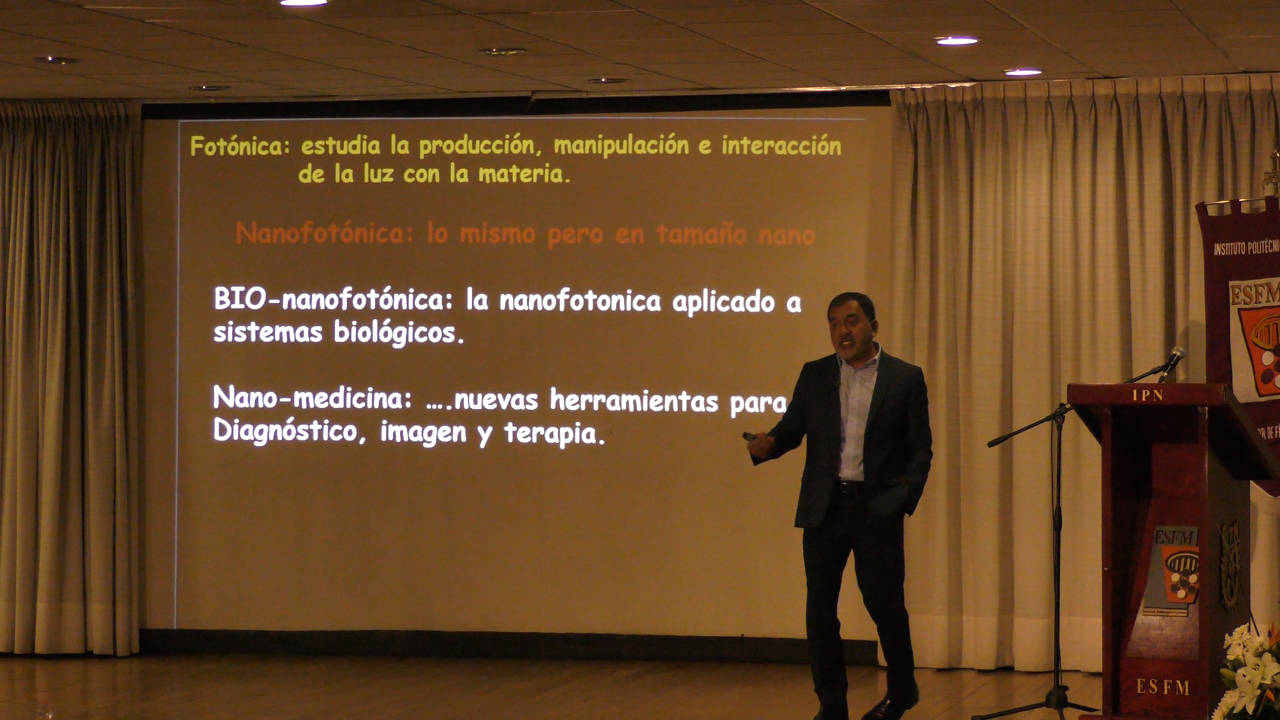 Fotónica: estudia la producción, manipulación e interacción
de la luz con la materia.
Nanofotónica: lo mismo pero en tamaño nano
BIO-nanofotónica: la nanofotonica aplicado a
sistemas biológicos.
Nano-medicina: ….nuevas herramientas para
Diagnóstico, imagen y terapia.
INSTITUTO POLITÉCNI
ESFM
IPN
ESFM
ESFM